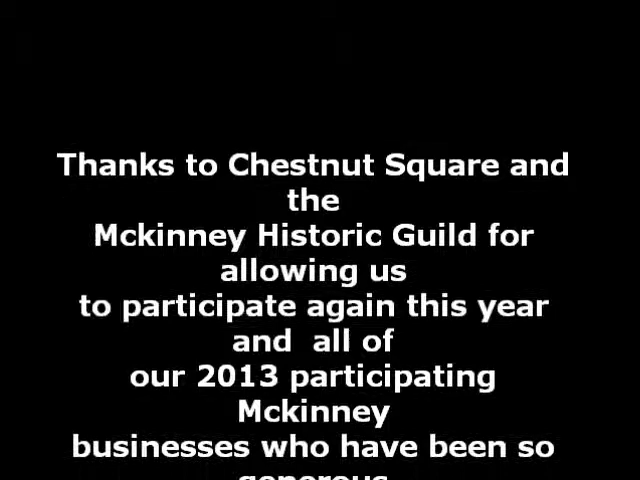 Thanks to Chestnut Square and
the
Mckinney Historic Guild for
allowing us
to participate again this year
and  all of
our 2013 participating
Mckinney
businesses who have been so
generous